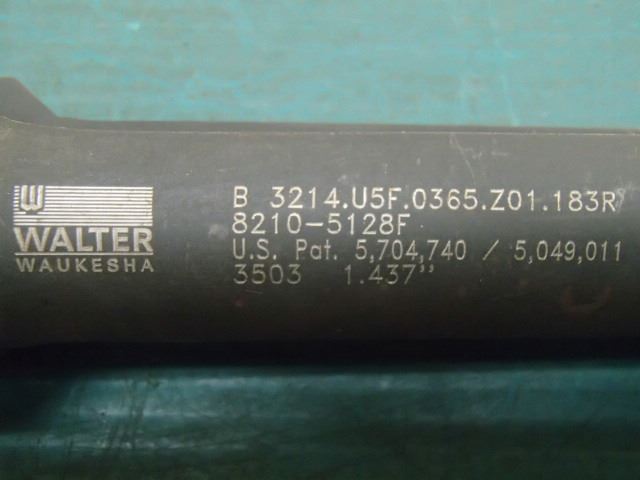 W
WALTER
WAUKESHA
B 3214.U5F.0365.Z01.183R
8210-5128F
U.S. Pat. 5,704,740 / 5,049,011
3503 1.437"